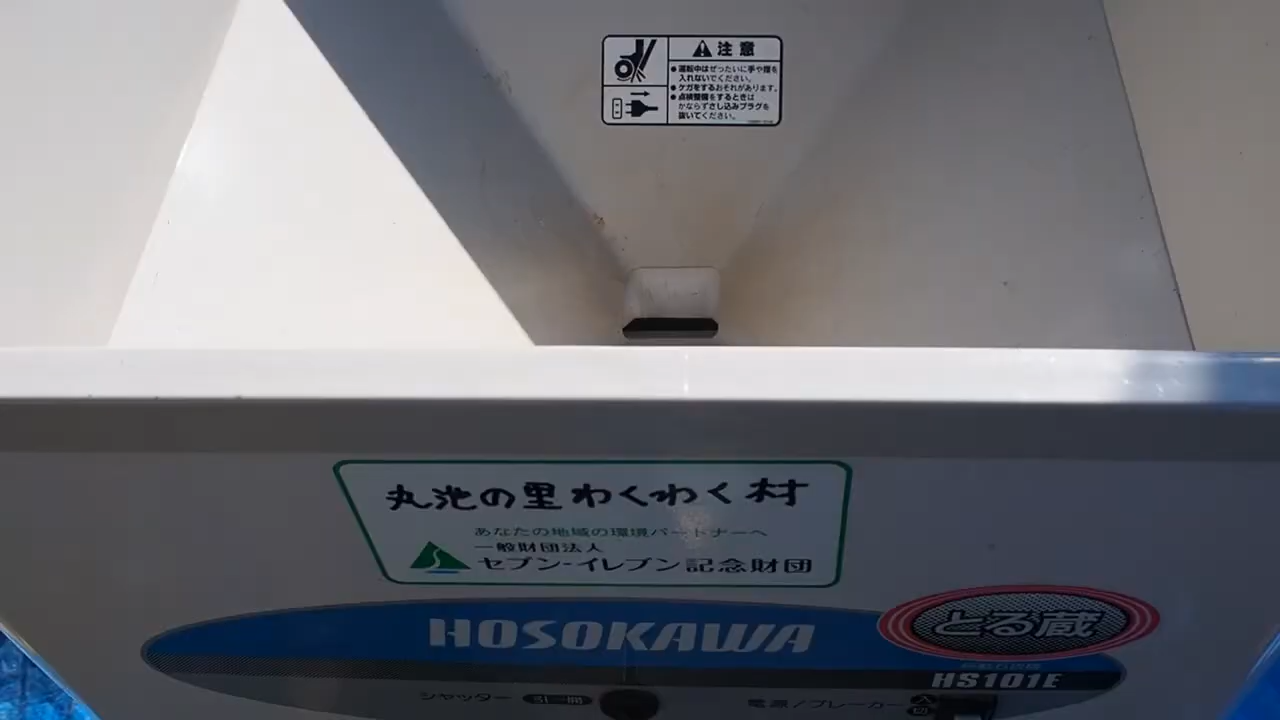 注意
●運転中はぜったいに手や指を
入れないでください。
●ケガをするおそれがあります。
●点検整備をするときは
かならずさし込みプラグを
抜いてください。
丸池の里わくわく村
あなたの地域の環境パートナーへ
一般財団法人
セブン-イレブン記念財団
HOSOKAWA
とる蔵
HS101E
シャッター 引-開
電源/ブレーカー 入
切